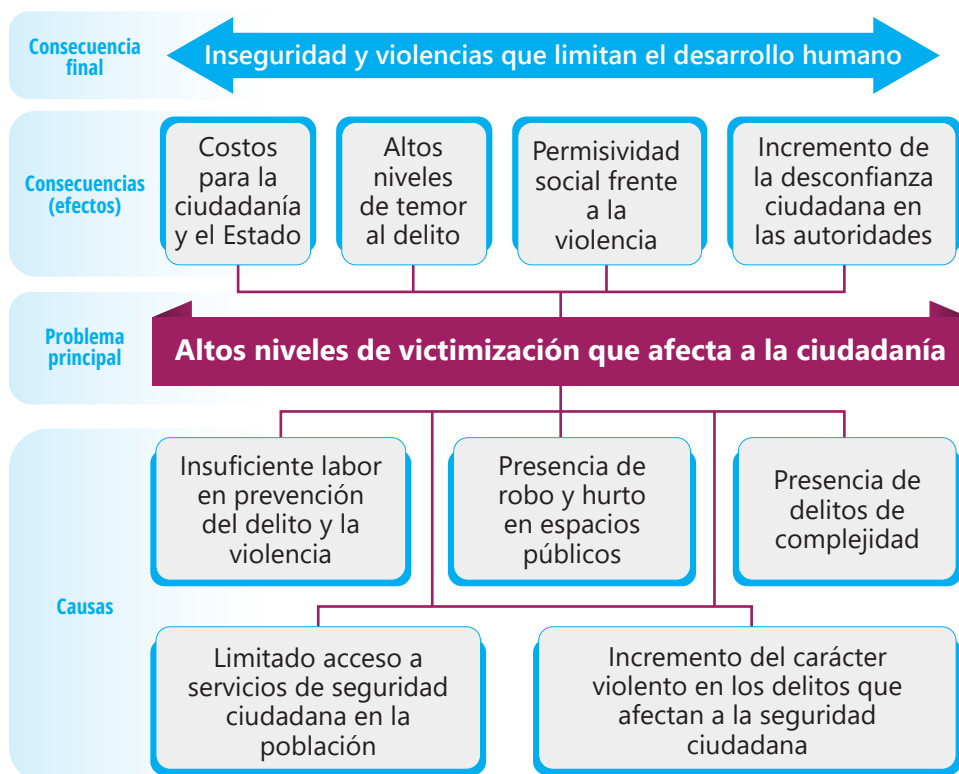 Consecuencia
final
Inseguridad y violencias que limitan el desarrollo humano
Consecuencias
(efectos)
Costos
para la
ciudadanía
y el Estado
Altos
niveles
de temor
al delito
Permisividad
social frente
a la
violencia
Incremento de
la desconfianza
ciudadana en
las autoridades
Problema
principal
Altos niveles de victimización que afecta a la ciudadanía
Causas
Insuficiente labor
en prevención
del delito y la
violencia
Presencia de
robo y hurto
en espacios
públicos
Presencia de
delitos de
complejidad
Limitado acceso a
servicios de seguridad
ciudadana en la
población
Incremento del carácter
violento en los delitos que
afectan a la seguridad
ciudadana